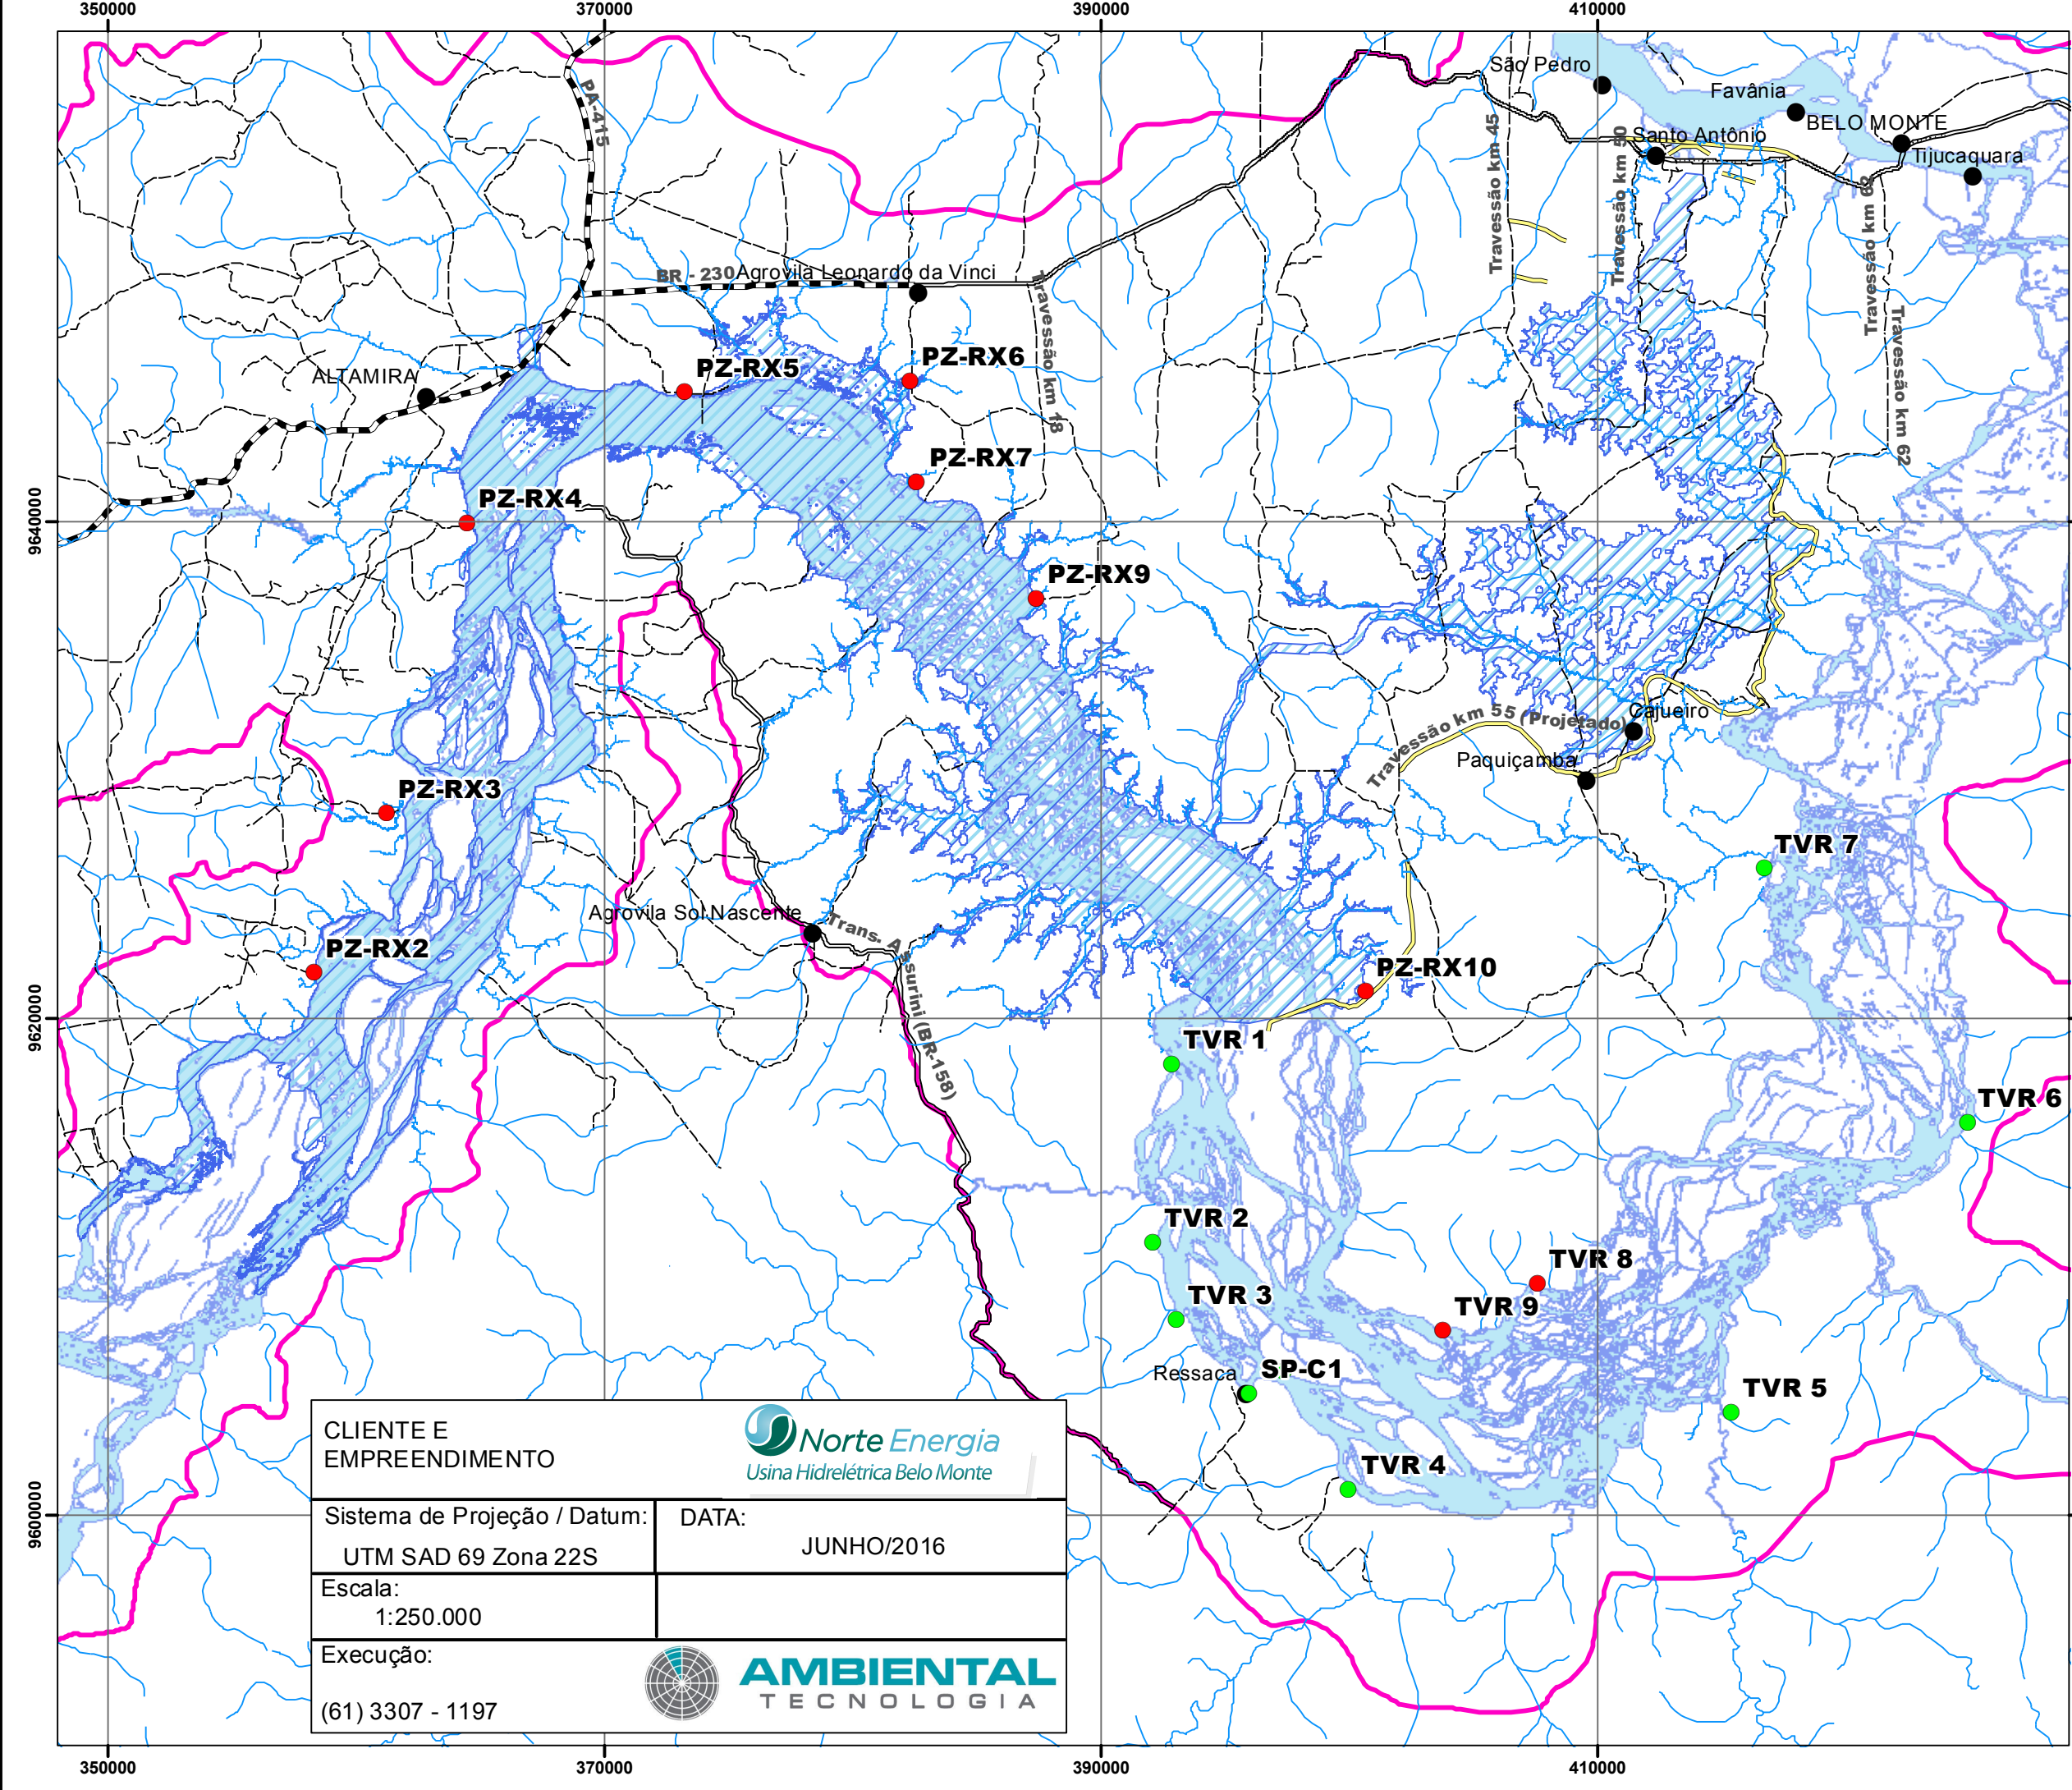 350000
370000
390000
410000
São Pedro
PA-415
Favânia
BELO MONTE
Santo Antônio
Tijucaquara
Travessão km 45
Travessão km 50
BR - 230
Agrovila Leonardo da Vinci
Travessão km 18
Travessão km 62
Travessão km 62
ALTAMIRA
PZ-RX5
PZ-RX6
PZ-RX7
PZ-RX4
9640000
PZ-RX9
Travessão km 55 (Projetado)
Cajueiro
Paquiçamba
PZ-RX3
TVR 7
Agrovila Sol Nascente
Trans. Assurini (BR-158)
PZ-RX2
PZ-RX10
9620000
TVR 1
TVR 6
TVR 2
TVR 8
TVR 3
TVR 9
Ressaca
SP-C1
TVR 5
TVR 4
9600000
CLIENTE E
EMPREENDIMENTO
Norte Energia
Usina Hidrelétrica Belo Monte
Sistema de Projeção / Datum:
UTM SAD 69 Zona 22S
DATA:
JUNHO/2016
Escala:
1:250.000
Execução:
(61) 3307 - 1197
AMBIENTAL
TECNOLOGIA
350000
370000
390000
410000